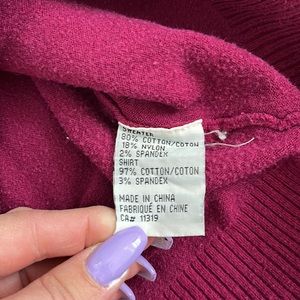 SWEATER
80% COTTON/COTON
18% NYLON
2% SPANDEX
SHIRT
97% COTTON/COTON
3% SPANDEX
MADE IN CHINA
FABRIQUÉ EN CHINE
CA# 11319